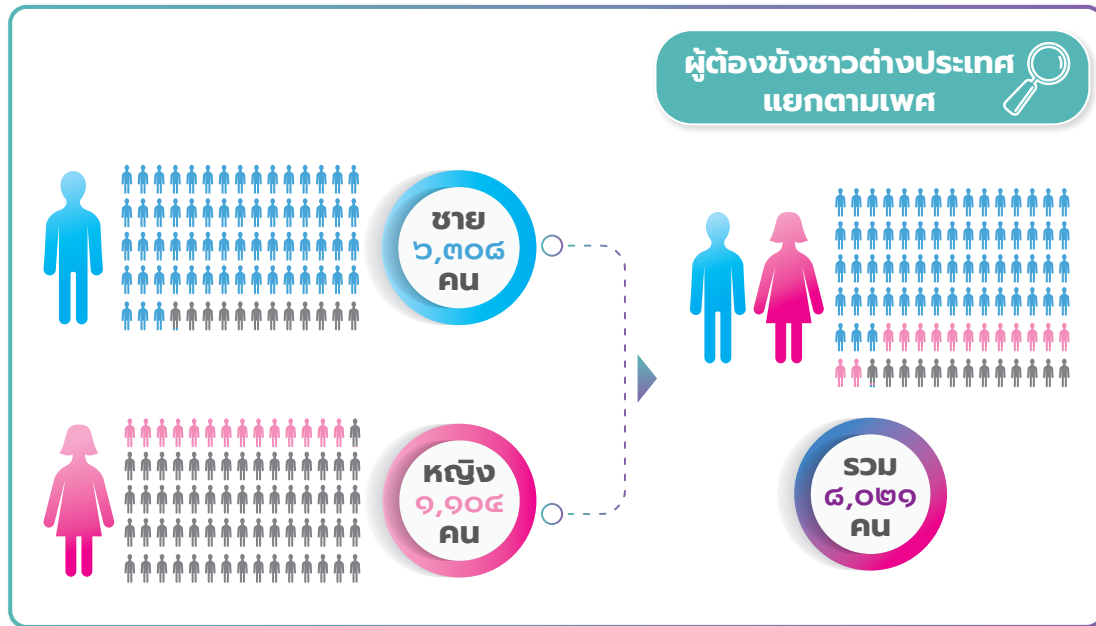 ผู้ต้องขังชาวต่างประเทศ
แยกตามเพศ
ชาย
๖,๓๐๘
คน
หญิง
๑,๑๐๔
คน
รวม
๘,๐๒๑
คน